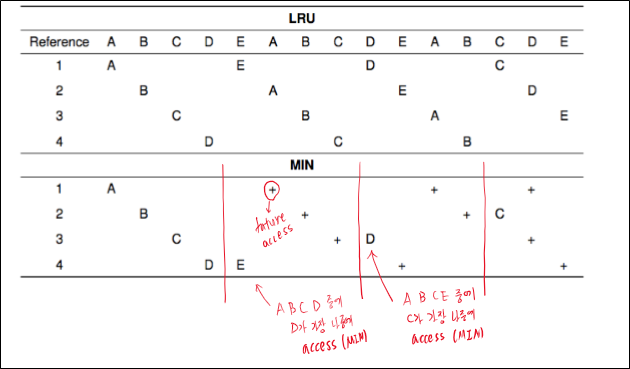 LRU
Reference A B C D E A B C D E A B C D E
1 A E D C
2 B A E D
3 C B A E
4 D C B
MIN
1 A + + +
2 B + + C
3 C + D +
4 D E + +
future
access
A B C D 중에
D가 가장 나중에
access (MIN)
A B C E 중에
C가 가장 나중에
access (MIN)